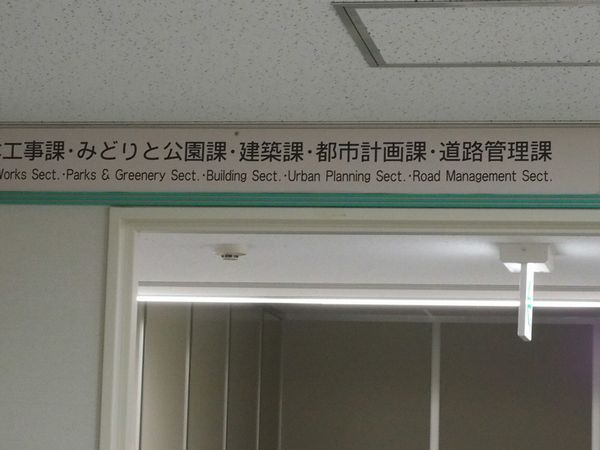 工事課・みどりと公園課・建築課・都市計画課・道路管理課
Works Sect.・Parks & Greenery Sect.・Building Sect.・Urban Planning Sect.・Road Management Sect.